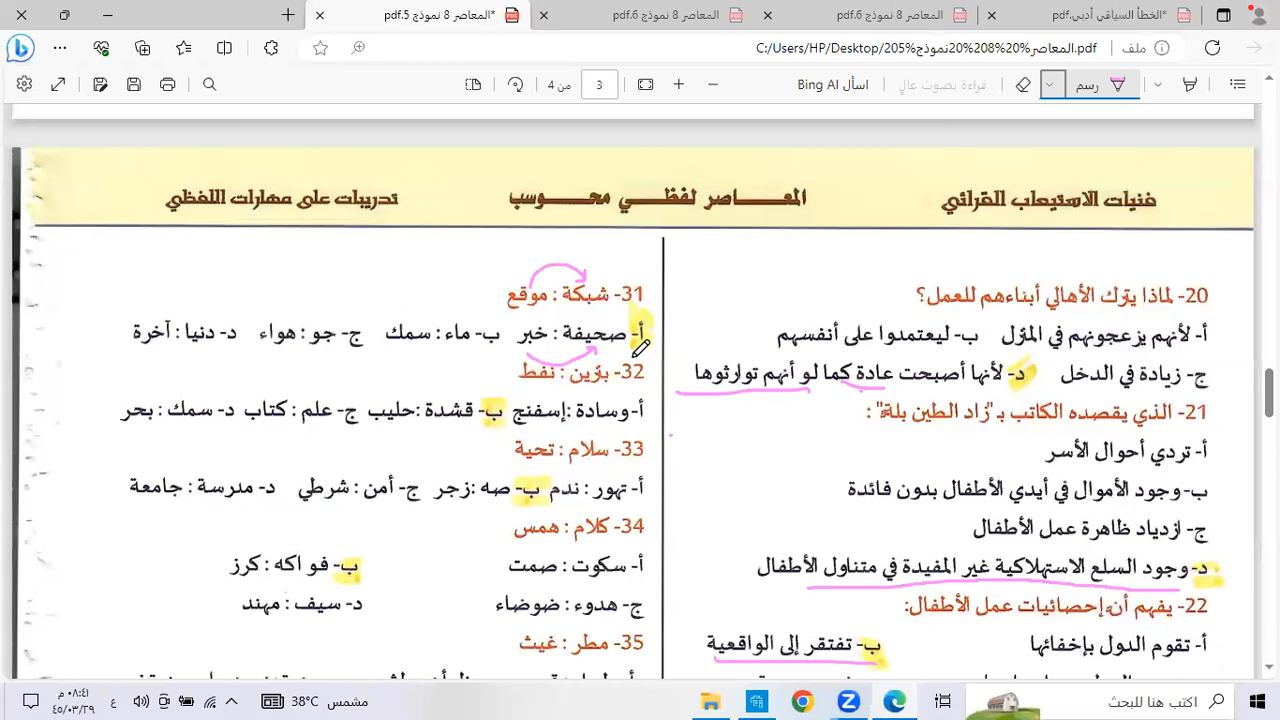 المعاصر 8 نموذج 5.pdf*
المعاصر 8 نموذج 6.pdf
المعاصر 8 نموذج 6.pdf
الخطأ السياقي أدبي.pdf*
C:/Users/HP/Desktop/205%نموذج20%208%20%المعاصر.pdf
ملف
اسأل Bing AI
قراءة بصوت عالٍ
رسم
3
من 4
فنيات الاستيعاب القرائي
المعاصر لفظي محوسب
تدريبات على مهارات اللفظي
20- لماذا يترك الأهالي أبناءهم للعمل؟
أ- لأنهم يزعجونهم في المنزل ب- ليعتمدوا على أنفسهم
ج- زيادة في الدخل د- لأنها أصبحت عادة كما لو أنهم توارثوها
21- الذي يقصده الكاتب بـ "زاد الطين بلة" :
أ- تردي أحوال الأسر
ب- وجود الأموال في أيدي الأطفال بدون فائدة
ج- ازدياد ظاهرة عمل الأطفال
د- وجود السلع الاستهلاكية غير المفيدة في متناول الأطفال
22- يفهم أن إحصائيات عمل الأطفال:
أ- تقوم الدول بإخفائها ب- تفتقر إلى الواقعية
31- شبكة : موقع
أ- صحيفة : خبر ب- ماء : سمك ج- جو : هواء د- دنيا : آخرة
32- بنزين : نفط
أ- وسادة :إسفنج ب- قشدة :حليب ج- علم : كتاب د- سمك : بحر
33- سلام : تحية
أ- تهور : ندم ب- صه :زجر ج- أمن : شرطي د- مدرسة : جامعة
34- كلام : همس
أ- سكوت : صمت ب- فواكه : كرز
ج- هدوء : ضوضاء د- سيف : مهند
35- مطر : غيث
٠٨:٤١ م
٠٣/٢٩
ع
38°C مشمس
اكتب هنا للبحث